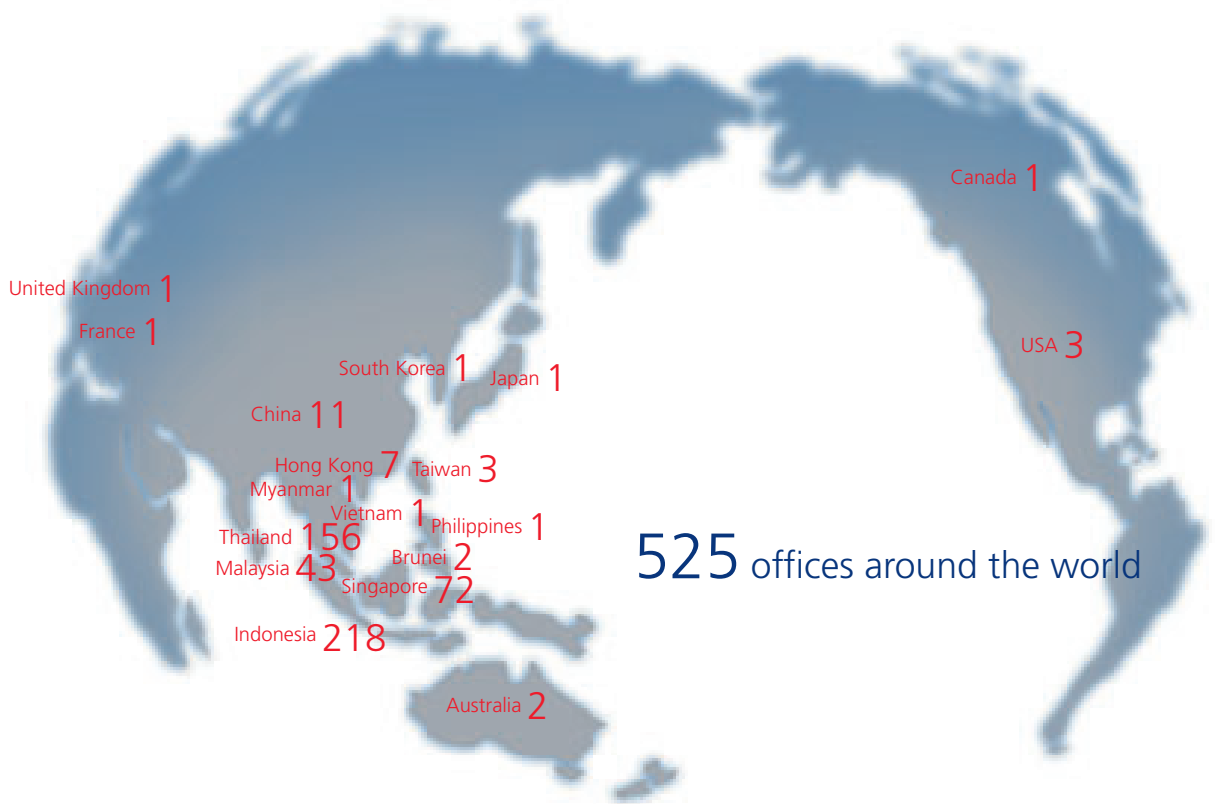 Canada 1
United Kingdom 1
France 1
USA 3
South Korea 1
Japan 1
China 11
Hong Kong 7
Taiwan 3
Myanmar 1
Vietnam 1
Philippines 1
Thailand 156
Brunei 2
Malaysia 43
Singapore 72
525 offices around the world
Indonesia 218
Australia 2